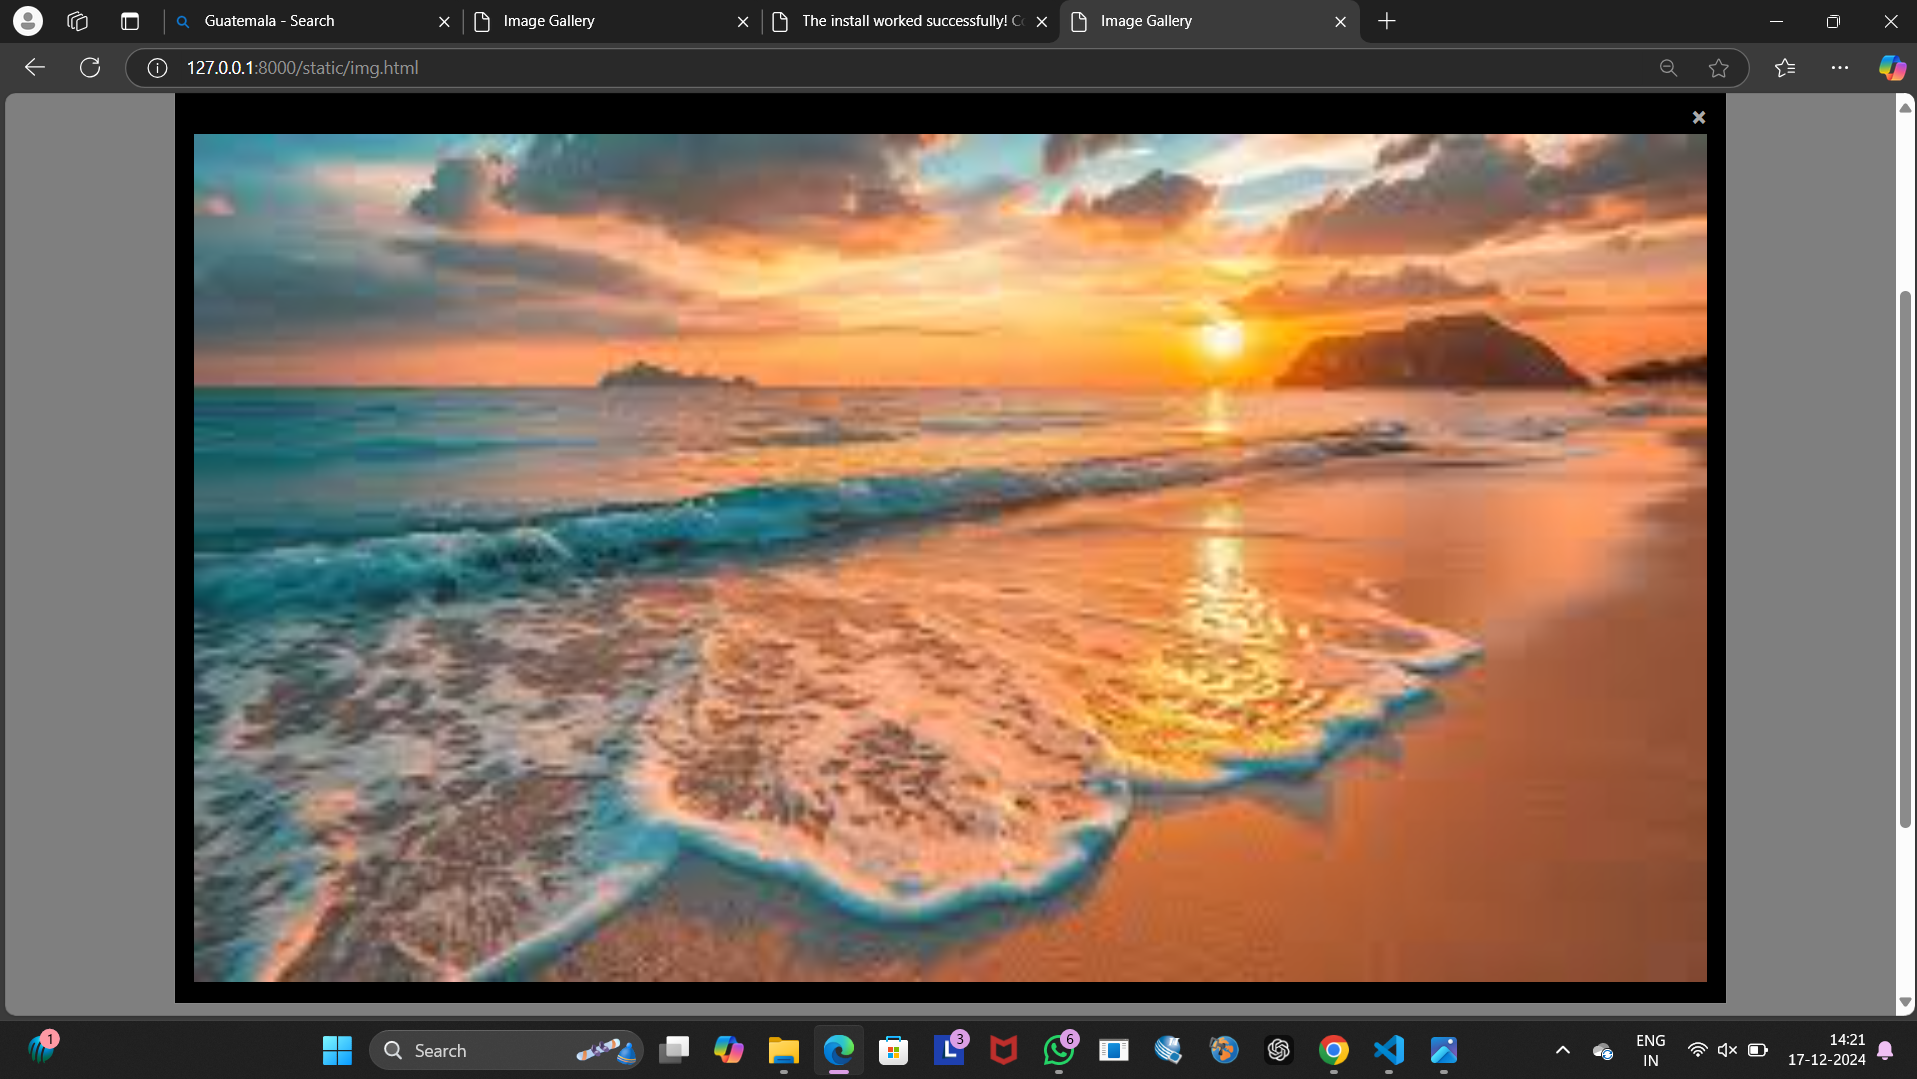 Guatemala - Search
Image Gallery
The install worked successfully! Co
Image Gallery
127.0.0.1:8000/static/img.html
1
Search
L
3
6
ENG
IN
14:21
17-12-2024